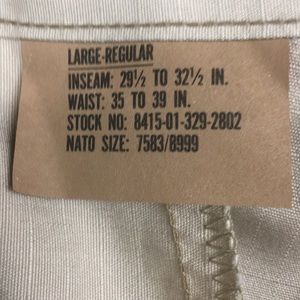 LARGE-REGULAR
INSEAM: 29½ TO 32½ IN.
WAIST: 35 TO 39 IN.
STOCK NO: 8415-01-329-2802
NATO SIZE: 7583/8999